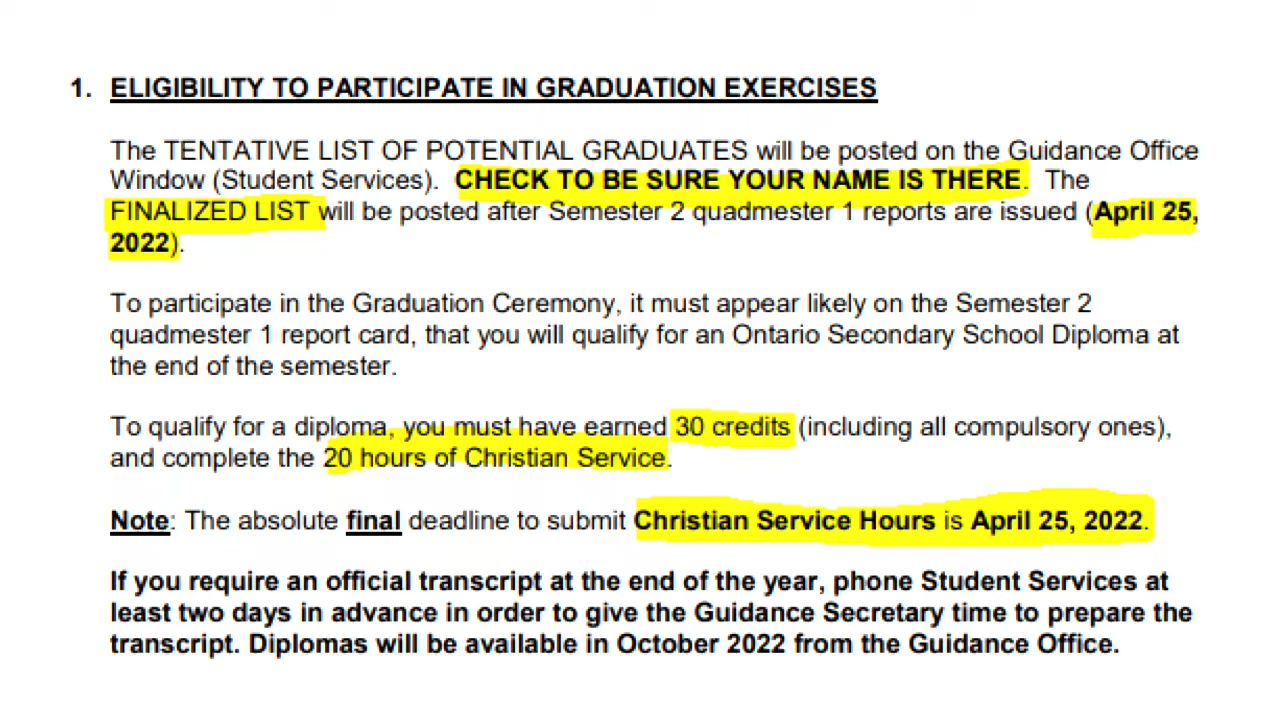 1. ELIGIBILITY TO PARTICIPATE IN GRADUATION EXERCISES
The TENTATIVE LIST OF POTENTIAL GRADUATES will be posted on the Guidance Office
Window (Student Services). CHECK TO BE SURE YOUR NAME IS THERE. The
FINALIZED LIST will be posted after Semester 2 quadmester 1 reports are issued (April 25,
2022).
To participate in the Graduation Ceremony, it must appear likely on the Semester 2
quadmester 1 report card, that you will qualify for an Ontario Secondary School Diploma at
the end of the semester.
To qualify for a diploma, you must have earned 30 credits (including all compulsory ones),
and complete the 20 hours of Christian Service.
Note: The absolute final deadline to submit Christian Service Hours is April 25, 2022.
If you require an official transcript at the end of the year, phone Student Services at
least two days in advance in order to give the Guidance Secretary time to prepare the
transcript. Diplomas will be available in October 2022 from the Guidance Office.